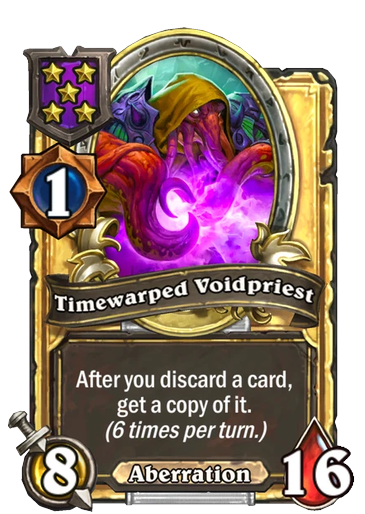 1
Timewarped Voidpriest
After you discard a card,
get a copy of it.
(6 times per turn.)
8
Aberration
16